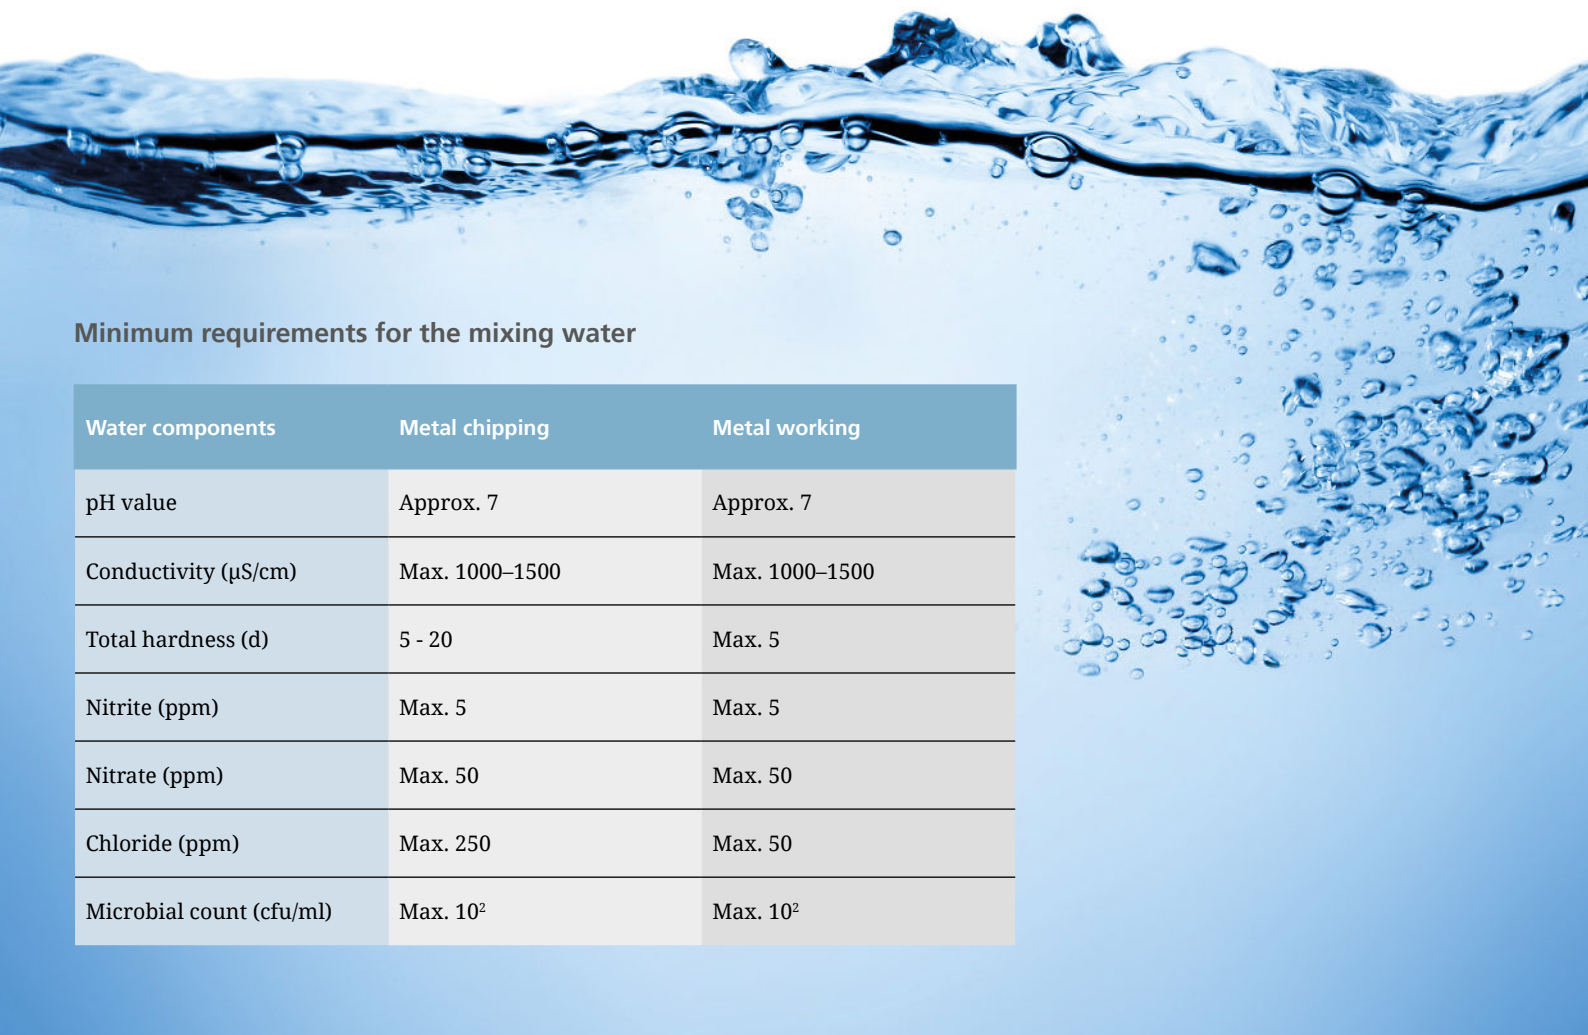 Minimum requirements for the mixing water
Water components Metal chipping Metal working
pH value Approx. 7 Approx. 7
Conductivity (µS/cm) Max. 1000–1500 Max. 1000–1500
Total hardness (d) 5 - 20 Max. 5
Nitrite (ppm) Max. 5 Max. 5
Nitrate (ppm) Max. 50 Max. 50
Chloride (ppm) Max. 250 Max. 50
Microbial count (cfu/ml) Max. 10² Max. 10²